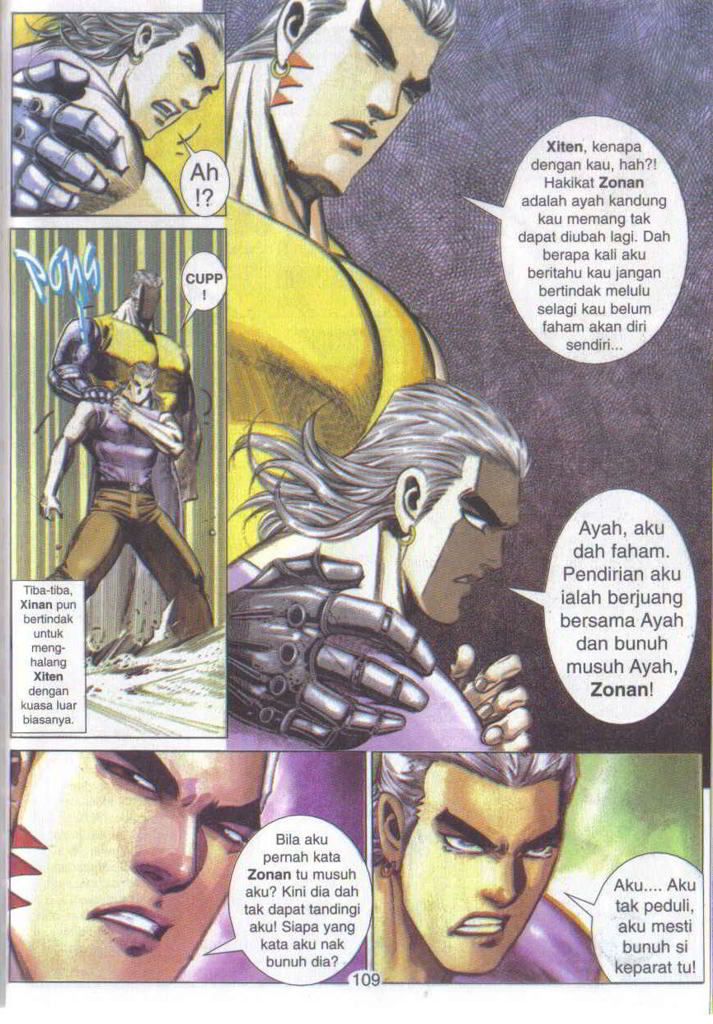 Ah
!?
PONG
CUPP
!
Tiba-tiba,
Xinan pun
bertindak
untuk
meng-
halang
Xiten
dengan
kuasa luar
biasanya.
Xiten, kenapa
dengan kau, hah?!
Hakikat Zonan
adalah ayah kandung
kau memang tak
dapat diubah lagi. Dah
berapa kali aku
beritahu kau jangan
bertindak melulu
selagi kau belum
faham akan diri
sendiri...
Ayah, aku
dah faham.
Pendirian aku
ialah berjuang
bersama Ayah
dan bunuh
musuh Ayah,
Zonan!
Bila aku
pernah kata
Zonan tu musuh
aku? Kini dia dah
tak dapat tandingi
aku! Siapa yang
kata aku nak
bunuh dia?
Aku.... Aku
tak peduli,
aku mesti
bunuh si
keparat tu!
109